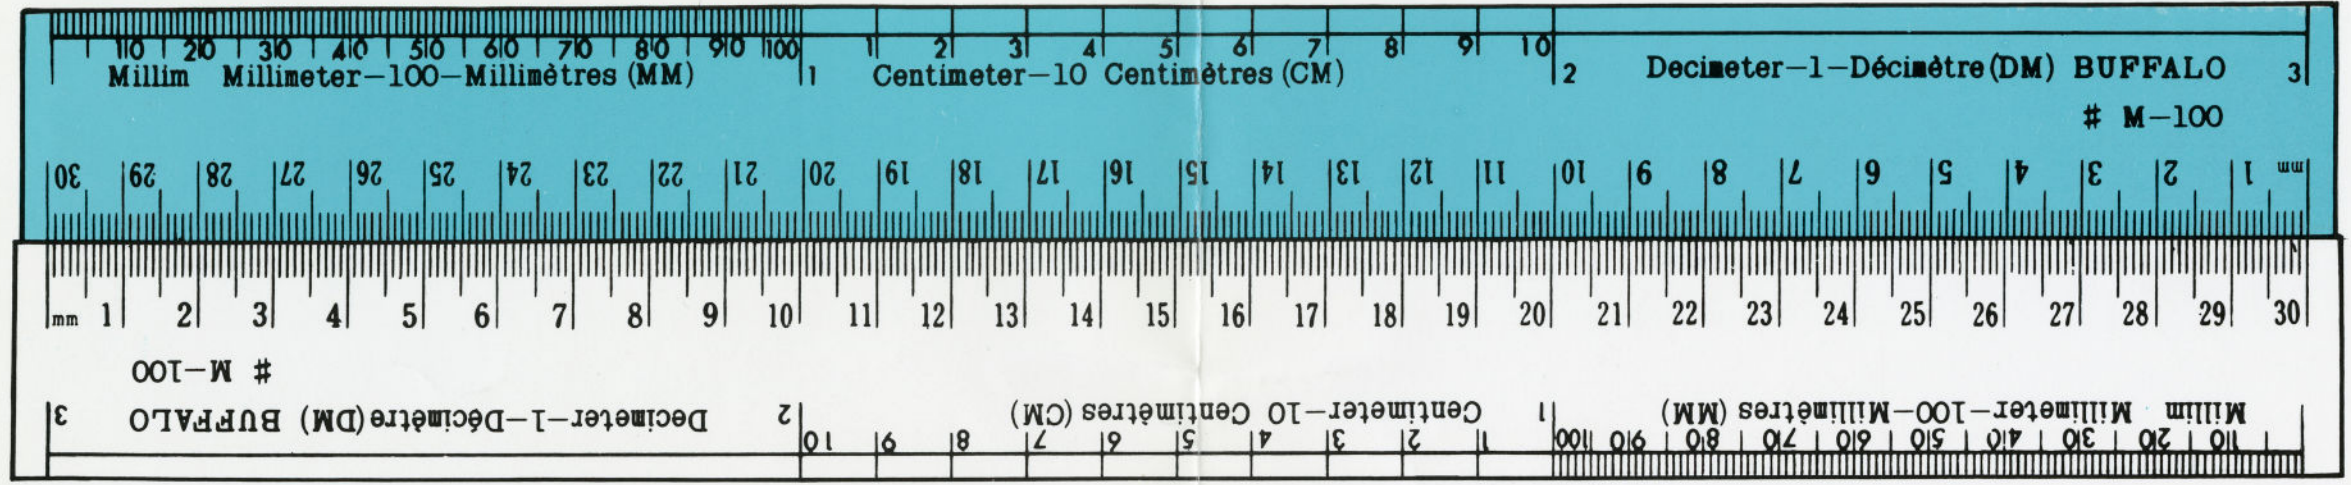 10 20 30 40 50 60 70 80 90 100 1 2 3 4 5 6 7 8 9 10
Millim Millimeter-100-Millimètres (MM) 1 Centimeter-10 Centimètres (CM) 2 Decimeter-1-Décimètre (DM) BUFFALO 3
# M-100
30 29 28 27 26 25 24 23 22 21 20 19 18 17 16 15 14 13 12 11 10 9 8 7 6 5 4 3 2 1 mm
mm 1 2 3 4 5 6 7 8 9 10 11 12 13 14 15 16 17 18 19 20 21 22 23 24 25 26 27 28 29 30
# M-100
Millim Millimeter-100-Millimètres (MM) 1 Centimeter-10 Centimètres (CM) 2 Decimeter-1-Décimètre (DM) BUFFALO 3
10 20 30 40 50 60 70 80 90 100 1 2 3 4 5 6 7 8 9 10